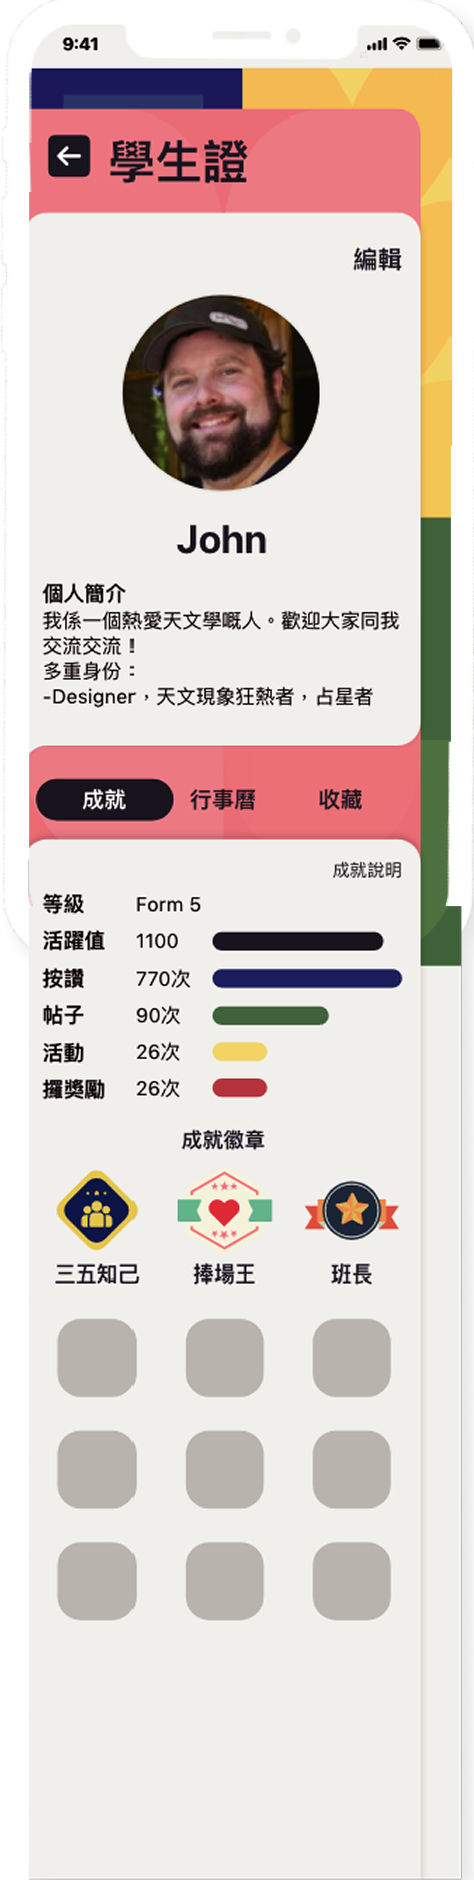 9:41
學生證
編輯
John
個人簡介
我係一個熱愛天文學嘅人。歡迎大家同我
交流交流！
多重身份：
-Designer，天文現象狂熱者，占星者
成就 行事曆 收藏
成就說明
等級 Form 5
活躍值 1100
按讚 770次
帖子 90次
活動 26次
攞獎勵 26次
成就徽章
三五知己 捧場王 班長